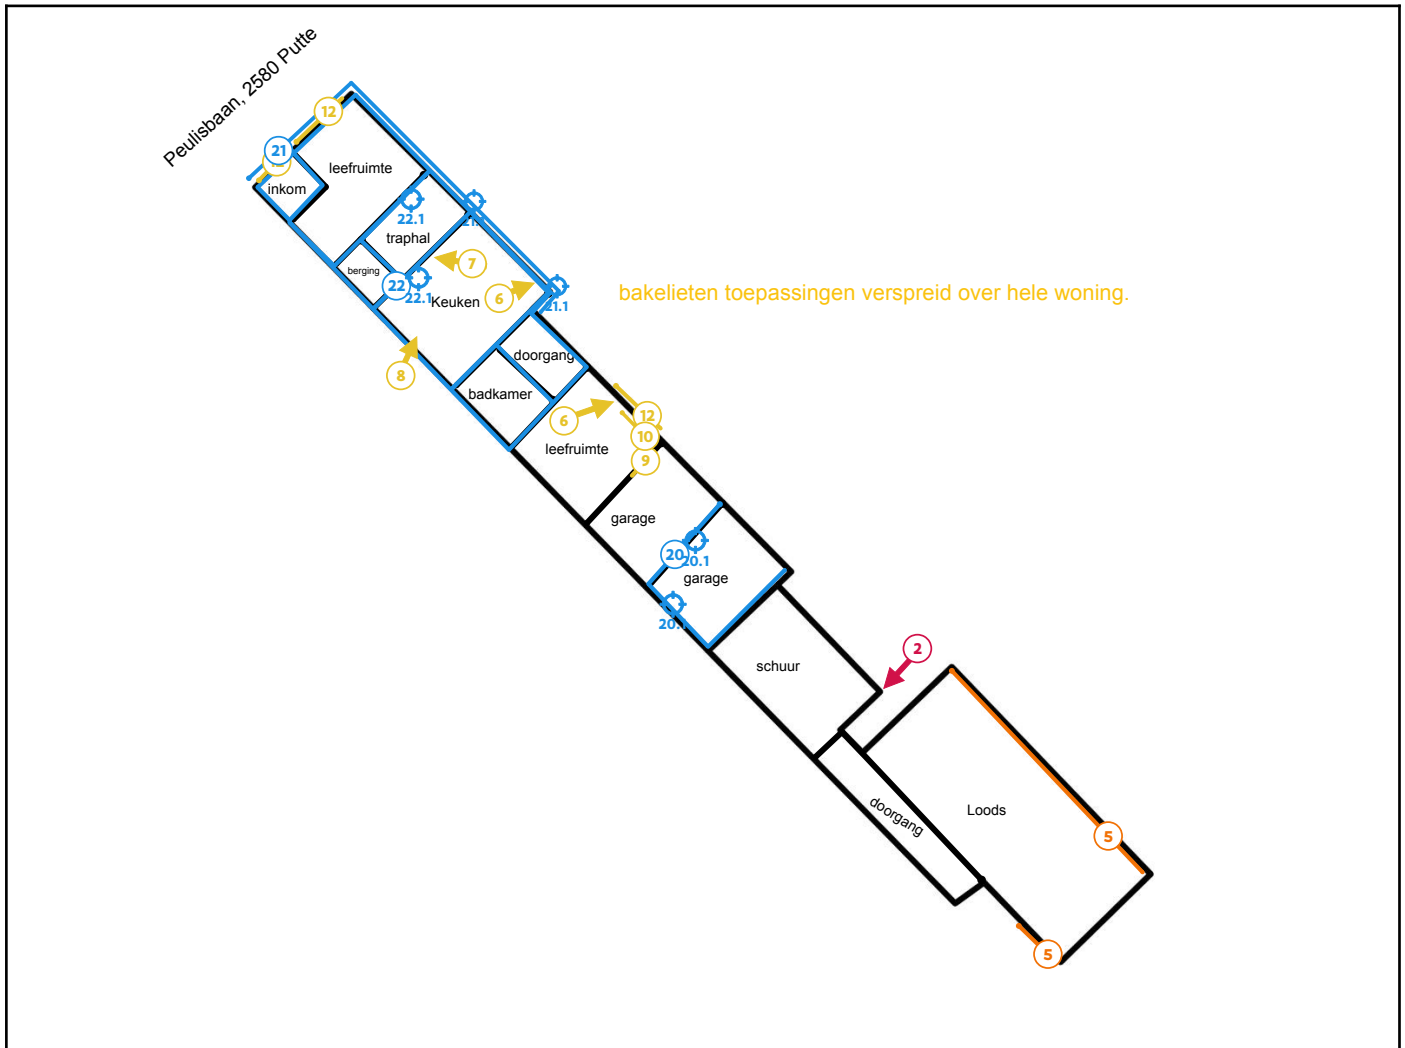 Peulisbaan, 2580 Putte
12
21
leefruimte
inkom
22.1
traphal
7
berging
22
22.1
Keuken
6
21.1
bakelieten toepassingen verspreid over hele woning.
doorgang
8
badkamer
6
12
10
leefruimte
9
garage
20
20.1
garage
20.
2
schuur
doorgang
Loods
5
5